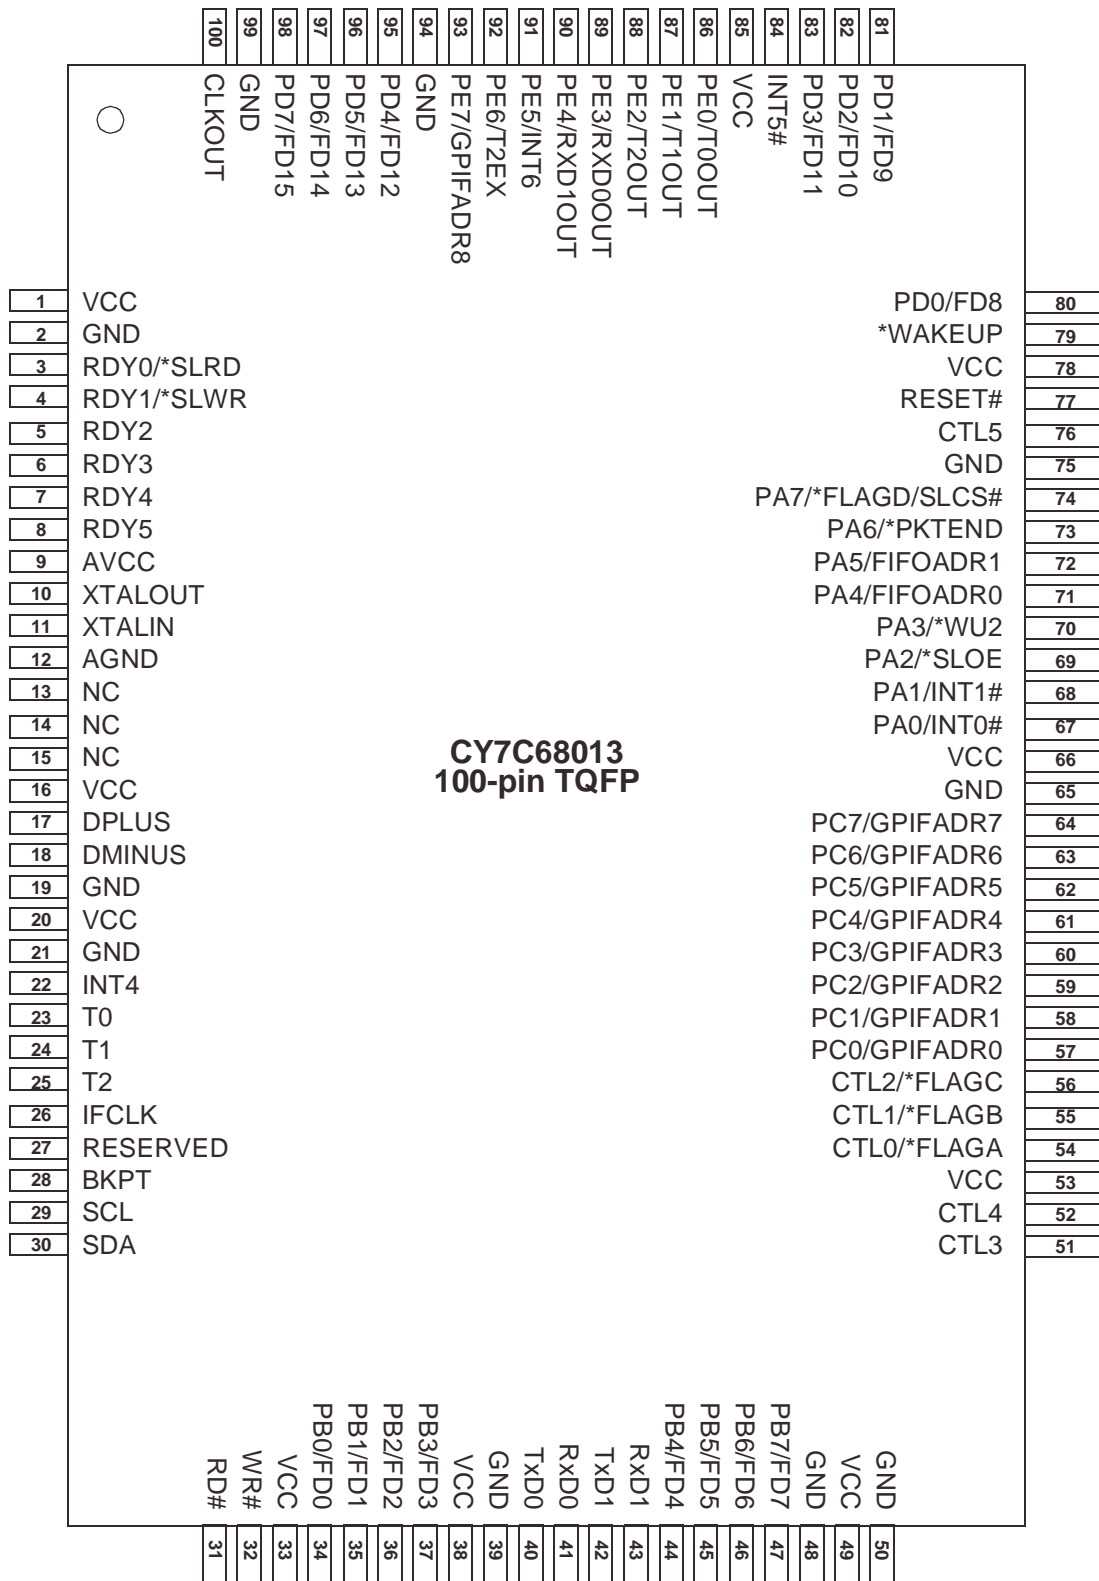 100 99 98 97 96 95 94 93 92 91 90 89 88 87 86 85 84 83 82 81
CLKOUT
GND
PD7/FD15
PD6/FD14
PD5/FD13
PD4/FD12
GND
PE7/GPIFADR8
PE6/T2EX
PE5/INT6
PE4/RXD1OUT
PE3/RXD0OUT
PE2/T2OUT
PE1/T1OUT
PE0/T0OUT
VCC
INT5#
PD3/FD11
PD2/FD10
PD1/FD9
1 VCC PD0/FD8 80
2 GND *WAKEUP 79
3 RDY0/*SLRD VCC 78
4 RDY1/*SLWR RESET# 77
5 RDY2 CTL5 76
6 RDY3 GND 75
7 RDY4 PA7/*FLAGD/SLCS# 74
8 RDY5 PA6/*PKTEND 73
9 AVCC PA5/FIFOADR1 72
10 XTALOUT PA4/FIFOADR0 71
11 XTALIN PA3/*WU2 70
12 AGND PA2/*SLOE 69
13 NC PA1/INT1# 68
14 NC PA0/INT0# 67
15 NC VCC 66
CY7C68013
100-pin TQFP
16 VCC GND 65
17 DPLUS PC7/GPIFADR7 64
18 DMINUS PC6/GPIFADR6 63
19 GND PC5/GPIFADR5 62
20 VCC PC4/GPIFADR4 61
21 GND PC3/GPIFADR3 60
22 INT4 PC2/GPIFADR2 59
23 T0 PC1/GPIFADR1 58
24 T1 PC0/GPIFADR0 57
25 T2 CTL2/*FLAGC 56
26 IFCLK CTL1/*FLAGB 55
27 RESERVED CTL0/*FLAGA 54
28 BKPT VCC 53
29 SCL CTL4 52
30 SDA CTL3 51
RD#
WR#
VCC
PB0/FD0
PB1/FD1
PB2/FD2
PB3/FD3
VCC
GND
TxD0
RxD0
TxD1
RxD1
PB4/FD4
PB5/FD5
PB6/FD6
PB7/FD7
GND
VCC
GND
31 32 33 34 35 36 37 38 39 40 41 42 43 44 45 46 47 48 49 50